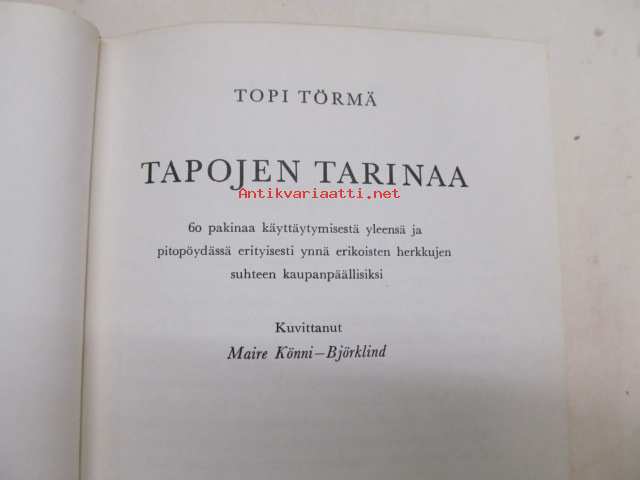 TOPI TÖRMÄ
TAPOJEN TARINAA
Antikvariaatti.net
60 pakinaa käyttäytymisestä yleensä ja
pitopöydässä erityisesti ynnä erikoisten herkkujen
suhteen kaupanpäällisiksi
Kuvittanut
Maire Könni–Björklind